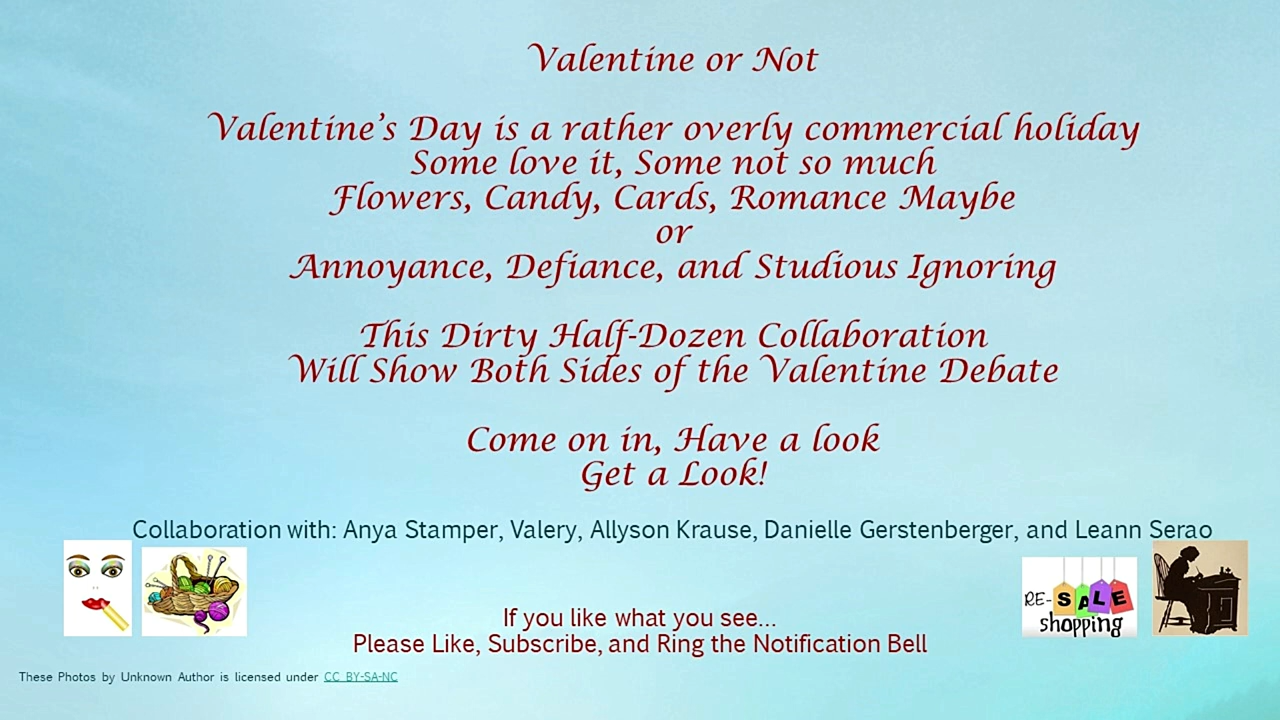 Valentine or Not
Valentine's Day is a rather overly commercial holiday
Some love it, Some not so much
Flowers, Candy, Cards, Romance Maybe
or
Annoyance, Defiance, and Studious Ignoring
This Dirty Half-Dozen Collaboration
Will Show Both Sides of the Valentine Debate
Come on in, Have a look
Get a Look!
Collaboration with: Anya Stamper, Valery, Allyson Krause, Danielle Gerstenberger, and Leann Serao
RE-SALE
shopping
If you like what you see...
Please Like, Subscribe, and Ring the Notification Bell
These Photos by Unknown Author is licensed under CC BY-SA-NC